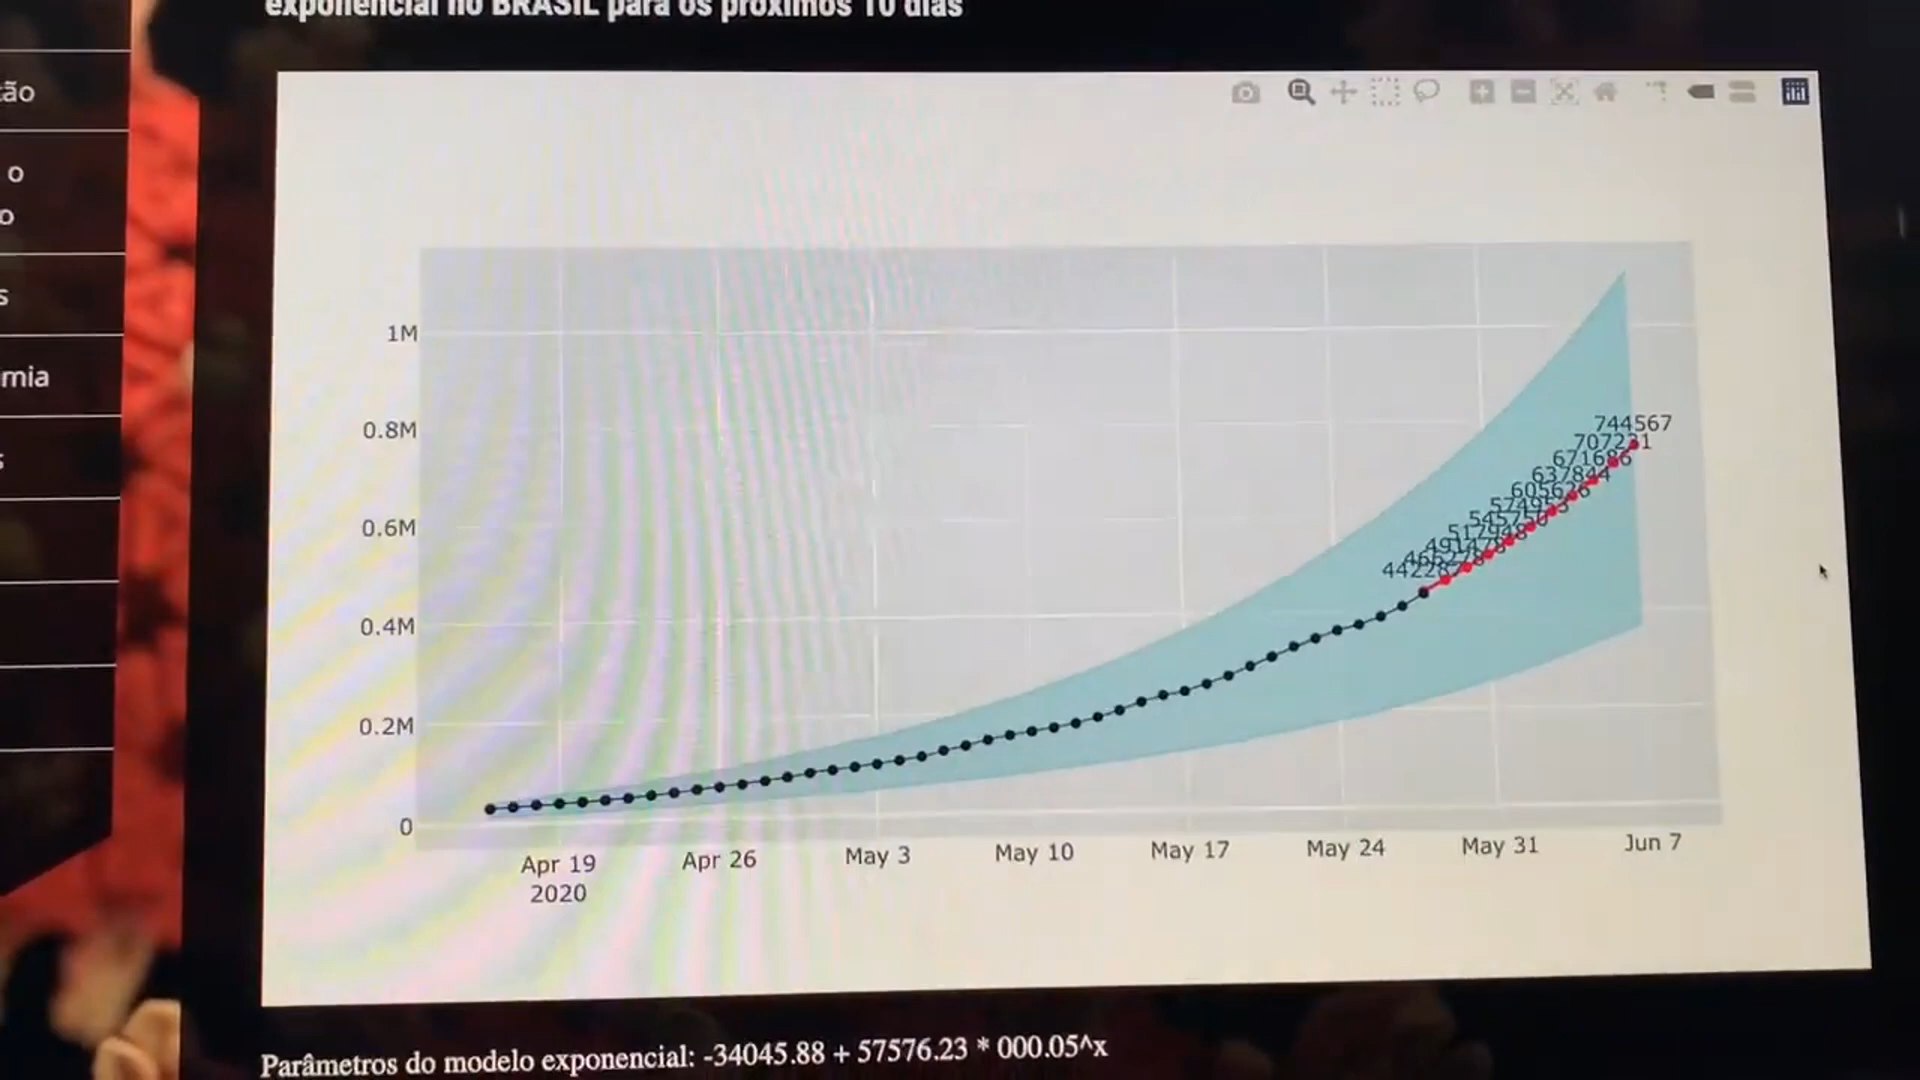 exponencial no BRASIL para os próximos 10 dias
ção
o
o
s
mia
s
1M
0.8M
0.6M
0.4M
0.2M
0
744567
707231
671686
637844
605626
442287
Apr 19
2020
Apr 26
May 3
May 10
May 17
May 24
May 31
Jun 7
Parâmetros do modelo exponencial: -34045.88 + 57576.23 * 000.05^x